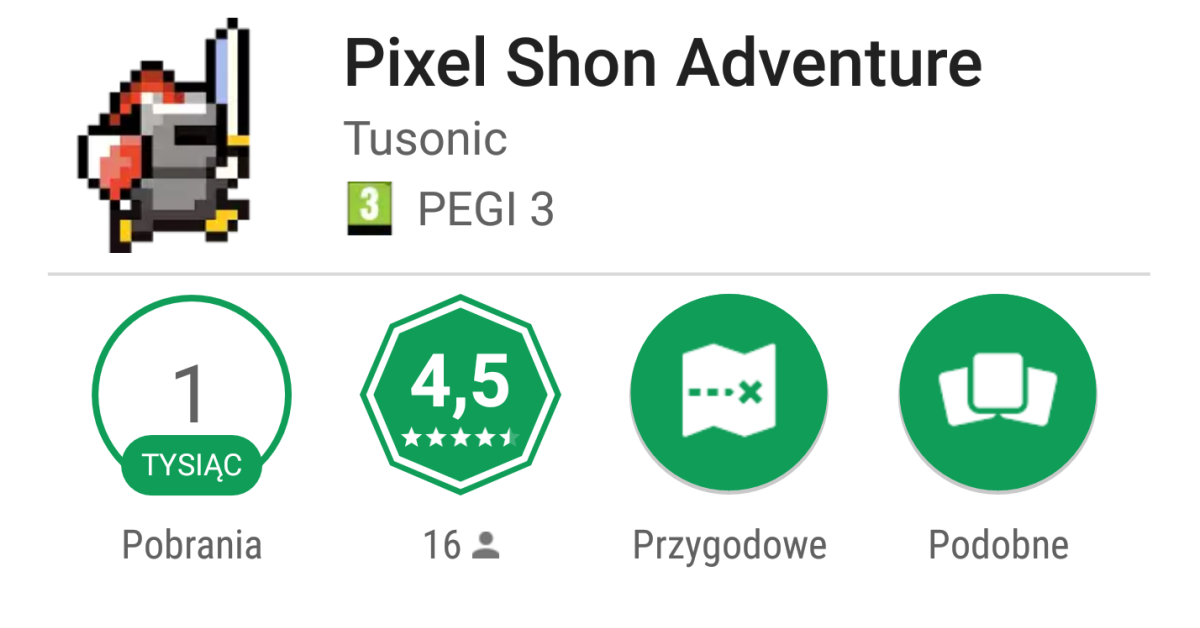 Pixel Shon Adventure
Tusonic
3 PEGI 3
1
TYSIĄC
4,5
Pobrania
16
Przygodowe
Podobne